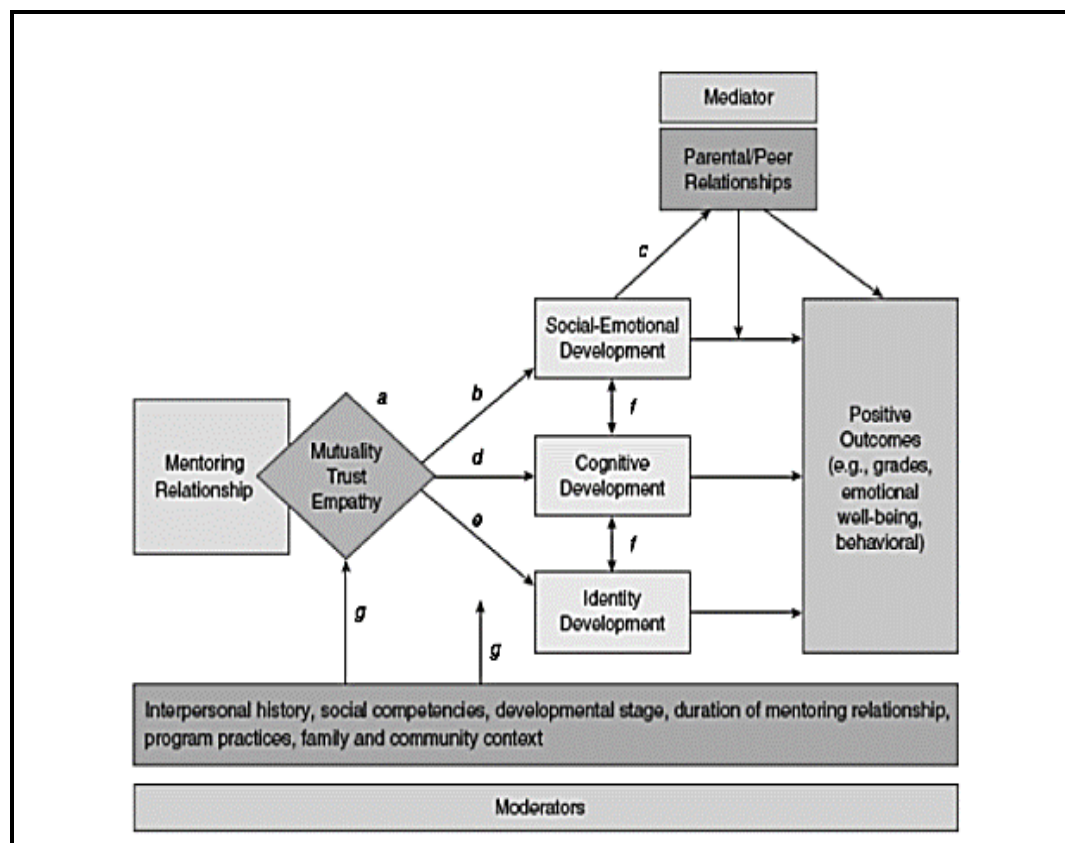 Mediator
Parental/Peer
Relationships
c
Social-Emotional
Development
a
b
f
Mentoring
Relationship
Mutuality
Trust
Empathy
d
Cognitive
Development
Positive
Outcomes
(e.g., grades,
emotional
well-being,
behavioral)
e
f
Identity
Development
g
g
Interpersonal history, social competencies, developmental stage, duration of mentoring relationship,
program practices, family and community context
Moderators